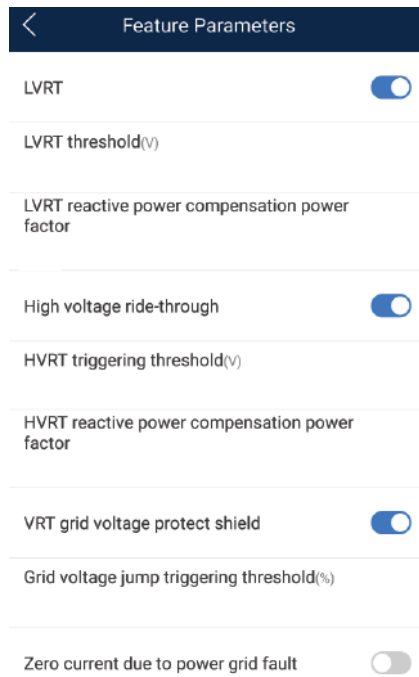 Feature Parameters
LVRT
LVRT threshold(V)
LVRT reactive power compensation power
factor
High voltage ride-through
HVRT triggering threshold(V)
HVRT reactive power compensation power
factor
VRT grid voltage protect shield
Grid voltage jump triggering threshold(%)
Zero current due to power grid fault